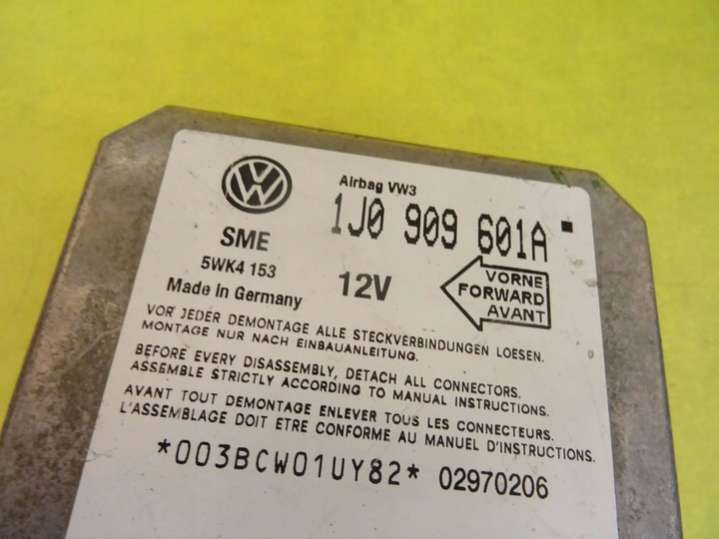 Airbag VW3
1J0 909 601A
SME
5WK4 153
12V
Made in Germany
VORNE
FORWARD
AVANT
VOR JEDER DEMONTAGE ALLE STECKVERBINDUNGEN LOESEN.
MONTAGE NUR NACH EINBAUANLEITUNG.
BEFORE EVERY DISASSEMBLY, DETACH ALL CONNECTORS.
ASSEMBLE STRICTLY ACCORDING TO MANUAL INSTRUCTIONS.
AVANT TOUT DEMONTAGE ENLEVER TOUS LES CONNECTEURS.
L'ASSEMBLAGE DOIT ETRE CONFORME AU MANUEL D'INSTRUCTIONS.
*003BCW01UY82* 02970206